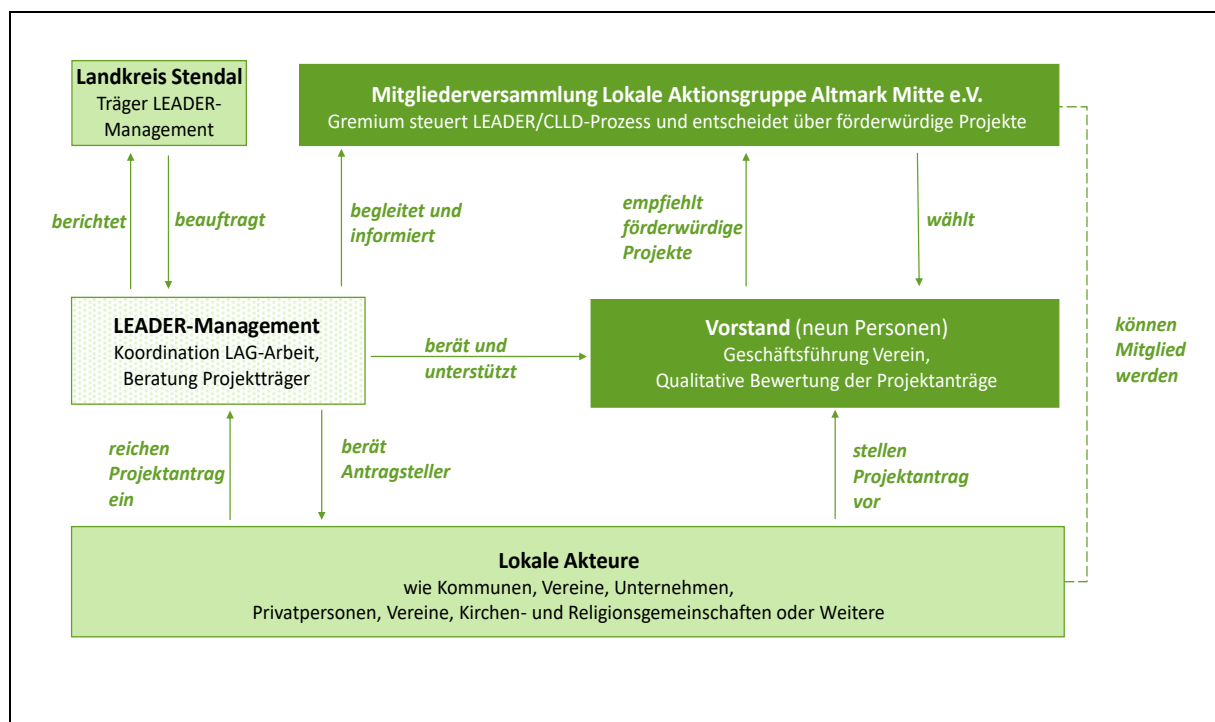 Landkreis Stendal
Träger LEADER-
Management
Mitgliederversammlung Lokale Aktionsgruppe Altmark Mitte e.V.
Gremium steuert LEADER/CLLD-Prozess und entscheidet über förderwürdige Projekte
berichtet
beauftragt
begleitet und
informiert
empfiehlt
förderwürdige
Projekte
wählt
LEADER-Management
Koordination LAG-Arbeit,
Beratung Projektträger
berät und
unterstützt
Vorstand (neun Personen)
Geschäftsführung Verein,
Qualitative Bewertung der Projektanträge
können
Mitglied
werden
reichen
Projektantrag
ein
berät
Antragsteller
stellen
Projektantrag
vor
Lokale Akteure
wie Kommunen, Vereine, Unternehmen,
Privatpersonen, Vereine, Kirchen- und Religionsgemeinschaften oder Weitere